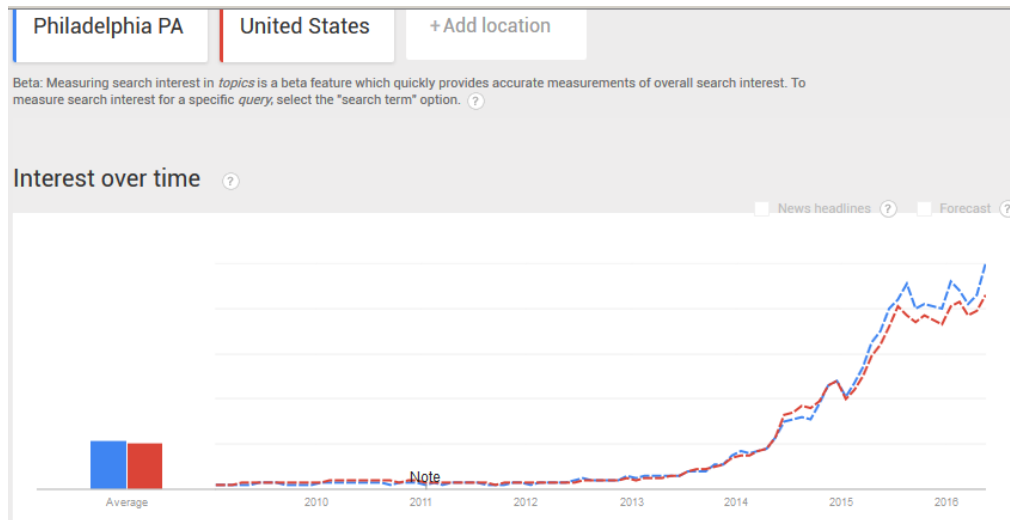 Philadelphia PA
United States
+Add location
Beta: Measuring search interest in topics is a beta feature which quickly provides accurate measurements of overall search interest. To
measure search interest for a specific query, select the "search term" option. ?
Interest over time ?
News headlines ? Forecast ?
Note
Average 2010 2011 2012 2013 2014 2015 2016